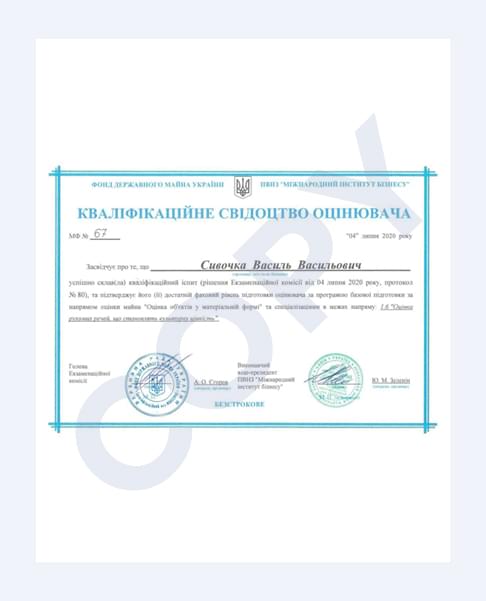 ФОНД ДЕРЖАВНОГО МАЙНА УКРАЇНИ ПВНЗ "МІЖНАРОДНИЙ ІНСТИТУТ БІЗНЕСУ"
КВАЛІФІКАЦІЙНЕ СВІДОЦТВО ОЦІНЮВАЧА
МФ № 67 "04" липня 2020 року
Засвідчує про те, що Сивочка Василь Васильович
успішно склав(ла) кваліфікаційний іспит (рішення Екзаменаційної комісії від 04 липня 2020 року, протокол
№ 80), та підтверджує його (її) достатній фаховий рівень підготовки оцінювача за програмою базової підготовки за
напрямом оцінки майна "Оцінка об'єктів у матеріальній формі" та спеціалізацією в межах напряму: 1.6 "Оцінка
рухомих речей, що становлять культурну цінність".
Голова
Екзаменаційної
комісії
А. О. Єгоров
Виконавчий
віце-президент
ПВНЗ "Міжнародний
інститут бізнесу"
Ю. М.
БЕЗСТРОКОВЕ
COPY